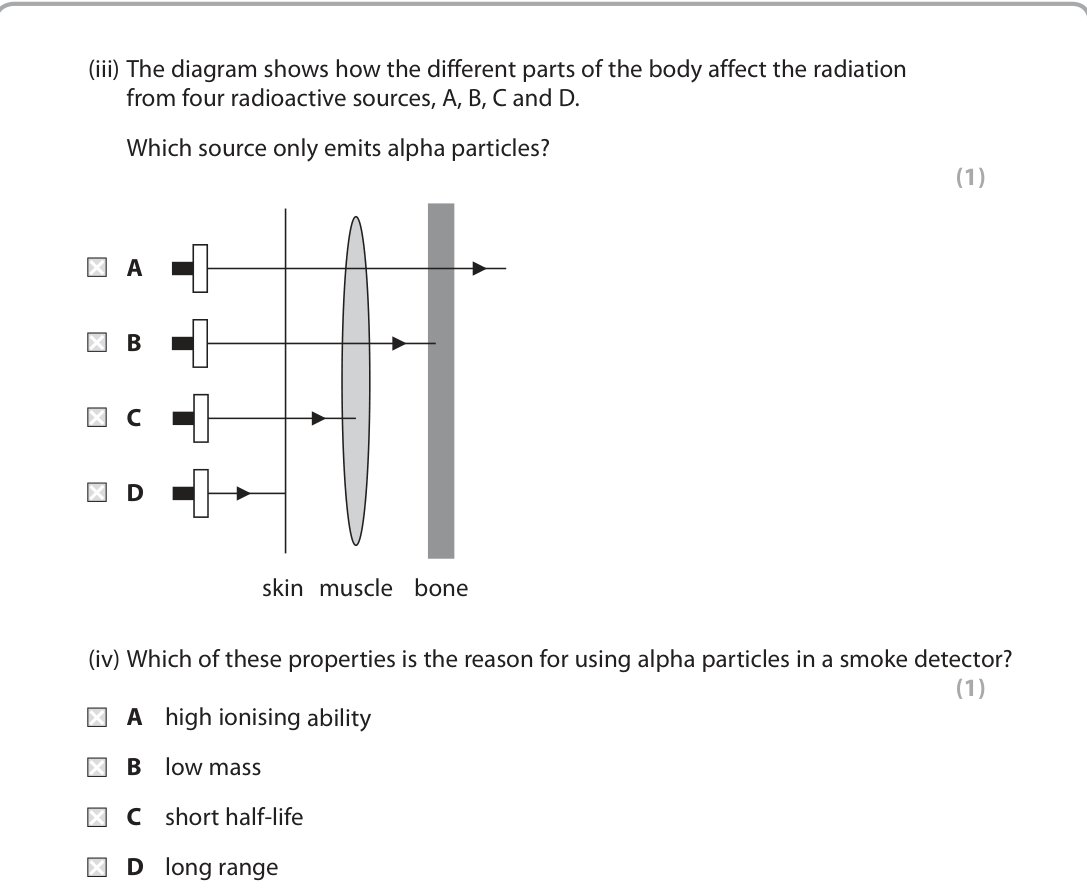 (iii) The diagram shows how the different parts of the body affect the radiation
from four radioactive sources, A, B, C and D.
Which source only emits alpha particles?
(1)
A
B
C
D
skin muscle bone
(iv) Which of these properties is the reason for using alpha particles in a smoke detector?
(1)
A high ionising ability
B low mass
C short half-life
D long range